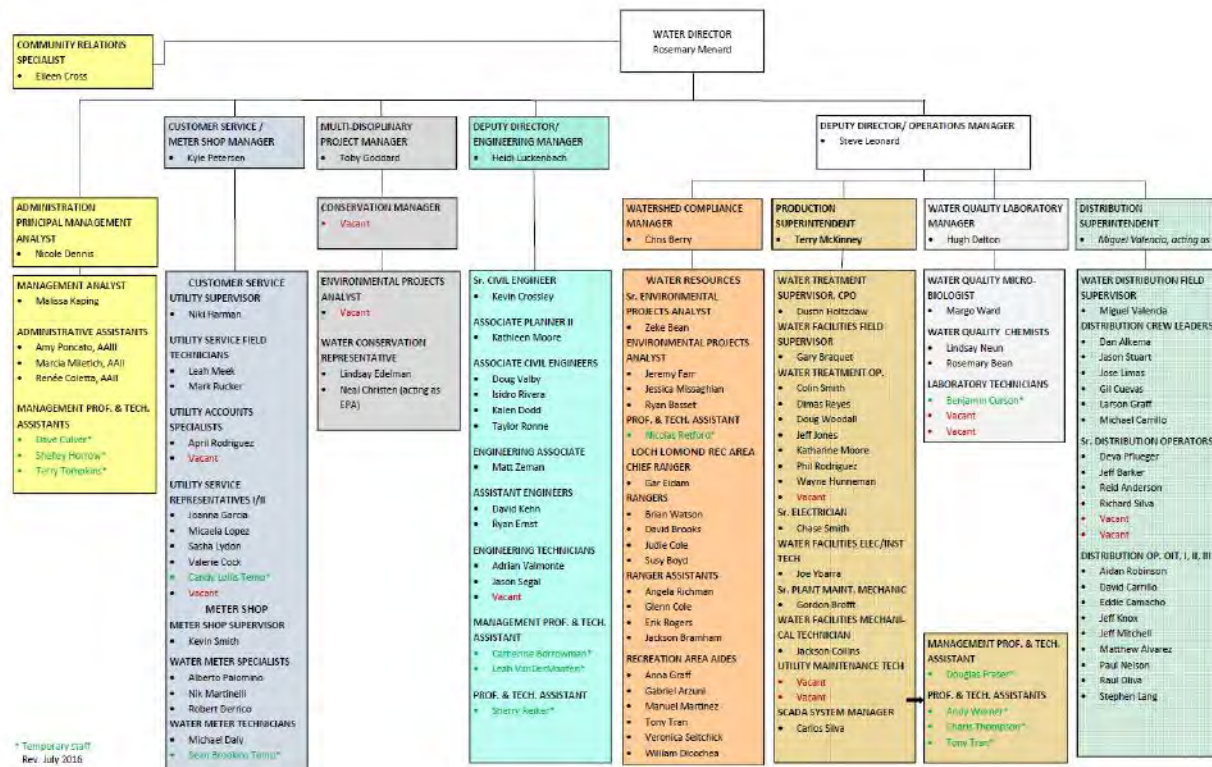 WATER DIRECTOR
Rosemary Menard
COMMUNITY RELATIONS
SPECIALIST
• Eileen Cross
CUSTOMER SERVICE /
METER SHOP MANAGER
• Kyle Petersen
MULTI-DISCIPLINARY
PROJECT MANAGER
• Toby Goddard
DEPUTY DIRECTOR/
ENGINEERING MANAGER
• Heidi Luckenbach
DEPUTY DIRECTOR/ OPERATIONS MANAGER
• Steve Leonard
ADMINISTRATION
PRINCIPAL MANAGEMENT
ANALYST
• Nicole Dennis
MANAGEMENT ANALYST
• Malissa Kaping
ADMINISTRATIVE ASSISTANTS
• Amy Poncato, AAIII
• Marcia Miletich, AAII
• Renée Coletta, AAII
MANAGEMENT PROF. & TECH.
ASSISTANTS
• Dave Culver*
• Shelley Horrow*
• Terry Tompkins*
CUSTOMER SERVICE
UTILITY SUPERVISOR
• Niki Harman
UTILITY SERVICE FIELD
TECHNICIANS
• Leah Meek
• Mark Rucker
UTILITY ACCOUNTS
SPECIALISTS
• April Rodriguez
• Vacant
UTILITY SERVICE
REPRESENTATIVES I/II
• Joanna Garcia
• Micaela Lopez
• Sasha Lydon
• Valerie Cock
• Candy Lollis Temo*
• Vacant
METER SHOP
METER SHOP SUPERVISOR
• Kevin Smith
WATER METER SPECIALISTS
• Alberto Palomino
• Nik Martinelli
• Robert Derrico
WATER METER TECHNICIANS
• Michael Daly
• Sean Brookins Temo*
CONSERVATION MANAGER
• Vacant
ENVIRONMENTAL PROJECTS
ANALYST
• Vacant
WATER CONSERVATION
REPRESENTATIVE
• Lindsay Edelman
• Neal Christen (acting as
EPA)
Sr. CIVIL ENGINEER
• Kevin Crossley
ASSOCIATE PLANNER II
• Kathleen Moore
ASSOCIATE CIVIL ENGINEERS
• Doug Valby
• Isidro Rivera
• Kalen Dodd
• Taylor Ronne
ENGINEERING ASSOCIATE
• Matt Zeman
ASSISTANT ENGINEERS
• David Kehn
• Ryan Ernst
ENGINEERING TECHNICIANS
• Adrian Valmonte
• Jason Segal
• Vacant
MANAGEMENT PROF. & TECH.
ASSISTANT
• Catherine Borrowman*
• Leah VanDerMaaten*
PROF. & TECH. ASSISTANT
• Sherry Reiker*
WATERSHED COMPLIANCE
MANAGER
• Chris Berry
WATER RESOURCES
Sr. ENVIRONMENTAL
PROJECTS ANALYST
• Zeke Bean
ENVIRONMENTAL PROJECTS
ANALYST
• Jeremy Farr
• Jessica Missaghian
• Ryan Basset
PROF. & TECH. ASSISTANT
• Nicolas Retford*
LOCH LOMOND REC AREA
CHIEF RANGER
• Gar Eidam
RANGERS
• Brian Watson
• David Brooks
• Judie Cole
• Susy Boyd
RANGER ASSISTANTS
• Angela Richman
• Glenn Cole
• Erik Rogers
• Jackson Bramham
RECREATION AREA AIDES
• Anna Graff
• Gabriel Arzuni
• Manuel Martinez
• Tony Tran
• Veronica Seitchick
• William Dicochea
PRODUCTION
SUPERINTENDENT
• Terry McKinney
WATER TREATMENT
SUPERVISOR, CPO
• Dustin Holtzclaw
WATER FACILITIES FIELD
SUPERVISOR
• Gary Braquet
WATER TREATMENT OP.
• Colin Smith
• Dimas Reyes
• Doug Woodall
• Jeff Jones
• Katharine Moore
• Phil Rodriguez
• Wayne Hunneman
• Vacant
Sr. ELECTRICIAN
• Chase Smith
WATER FACILITIES ELEC/INST
TECH
• Joe Ybarra
Sr. PLANT MAINT. MECHANIC
• Gordon Brofft
WATER FACILITIES MECHANI-
CAL TECHNICIAN
• Jackson Collins
UTILITY MAINTENANCE TECH
• Vacant
• Vacant
SCADA SYSTEM MANAGER
• Carlos Silva
WATER QUALITY LABORATORY
MANAGER
• Hugh Dalton
WATER QUALITY MICRO-
BIOLOGIST
• Margo Ward
WATER QUALITY CHEMISTS
• Lindsay Neun
• Rosemary Bean
LABORATORY TECHNICIANS
• Benjamin Curson*
• Vacant
• Vacant
MANAGEMENT PROF. & TECH.
ASSISTANT
• Douglas Fraser*
PROF. & TECH. ASSISTANTS
• Andy Werner*
• Charis Thompson*
• Tony Tran*
DISTRIBUTION
SUPERINTENDENT
• Miguel Valencia, acting as
WATER DISTRIBUTION FIELD
SUPERVISOR
• Miguel Valencia
DISTRIBUTION CREW LEADERS
• Dan Alkema
• Jason Stuart
• Jose Limas
• Gil Cuevas
• Larson Graff
• Michael Carrillo
Sr. DISTRIBUTION OPERATORS
• Deva Pflueger
• Jeff Barker
• Reid Anderson
• Richard Silva
• Vacant
• Vacant
DISTRIBUTION OP. OIT, I, II, III
• Aidan Robinson
• David Carrillo
• Eddie Camacho
• Jeff Knox
• Jeff Mitchell
• Matthew Alvarez
• Paul Nelson
• Raul Oliva
• Stephen Lang
* Temporary staff
Rev. July 2016